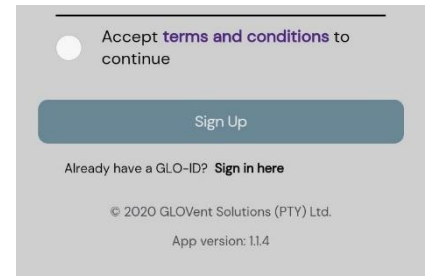 Accept terms and conditions to
continue
Sign Up
Already have a GLO-ID? Sign in here
© 2020 GLOVent Solutions (PTY) Ltd.
App version: 1.1.4